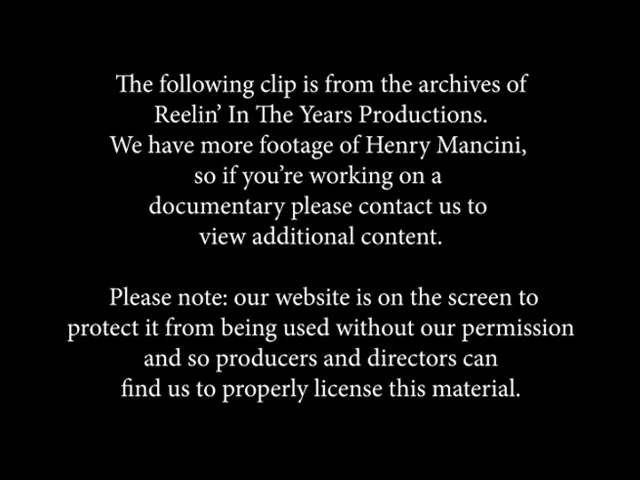 The following clip is from the archives of
Reelin’ In The Years Productions.
We have more footage of Henry Mancini,
so if you’re working on a
documentary please contact us to
view additional content.
Please note: our website is on the screen to
protect it from being used without our permission
and so producers and directors can
find us to properly license this material.